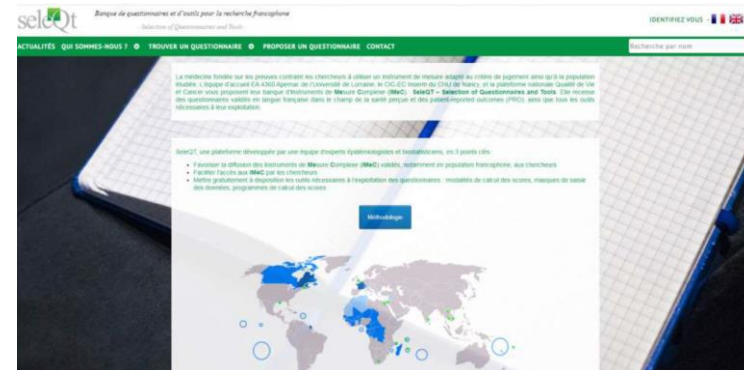 seleQt
Banque de questionnaires et d'outils pour la recherche francophone
- Selection of Questionnaires and Tools -
IDENTIFIEZ VOUS -
ACTUALITÉS QUI SOMMES-NOUS ? TROUVER UN QUESTIONNAIRE PROPOSER UN QUESTIONNAIRE CONTACT
Recherche par nom
La médecine fondée sur les preuves contraint les chercheurs à utiliser un instrument de mesure adapté au critère de jugement ainsi qu'à la population
étudiée. L'équipe d'accueil EA 4360 Apemac de l'Université de Lorraine, le CIC-EC Inserm du CHU de Nancy, et la plateforme nationale Qualité de Vie
et Cancer vous proposent leur banque d'Instruments de Mesure Complexe (IMeC) : SeleQT – Selection of Questionnaires and Tools. Elle recense
des questionnaires validés en langue française dans le champ de la santé perçue et des patient-reported outcomes (PRO), ainsi que tous les outils
nécessaires à leur exploitation.
SeleQT, une plateforme développée par une équipe d'experts épidémiologistes et biostatisticiens, en 3 points clés :
• Favoriser la diffusion des Instruments de Mesure Complexe (IMeC) validés, notamment en population francophone, aux chercheurs
• Faciliter l'accès aux IMeC par les chercheurs
• Mettre gratuitement à disposition les outils nécessaires à l'exploitation des questionnaires : modalités de calcul des scores, masques de saisie
des données, programmes de calcul des scores
Méthodologie